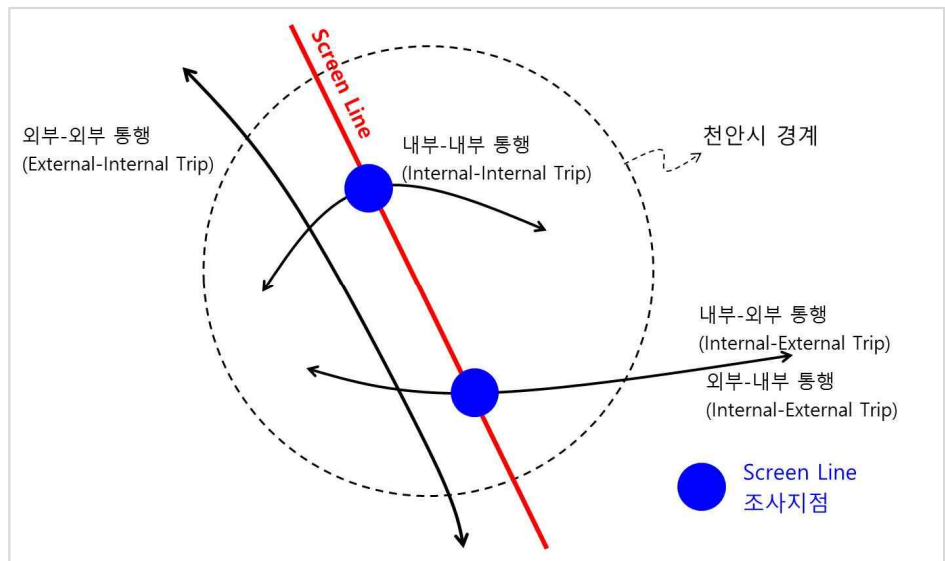 Screen Line
외부-외부 통행
(External-Internal Trip)
내부-내부 통행
(Internal-Internal Trip)
천안시 경계
내부-외부 통행
(Internal-External Trip)
외부-내부 통행
(Internal-External Trip)
Screen Line
조사지점